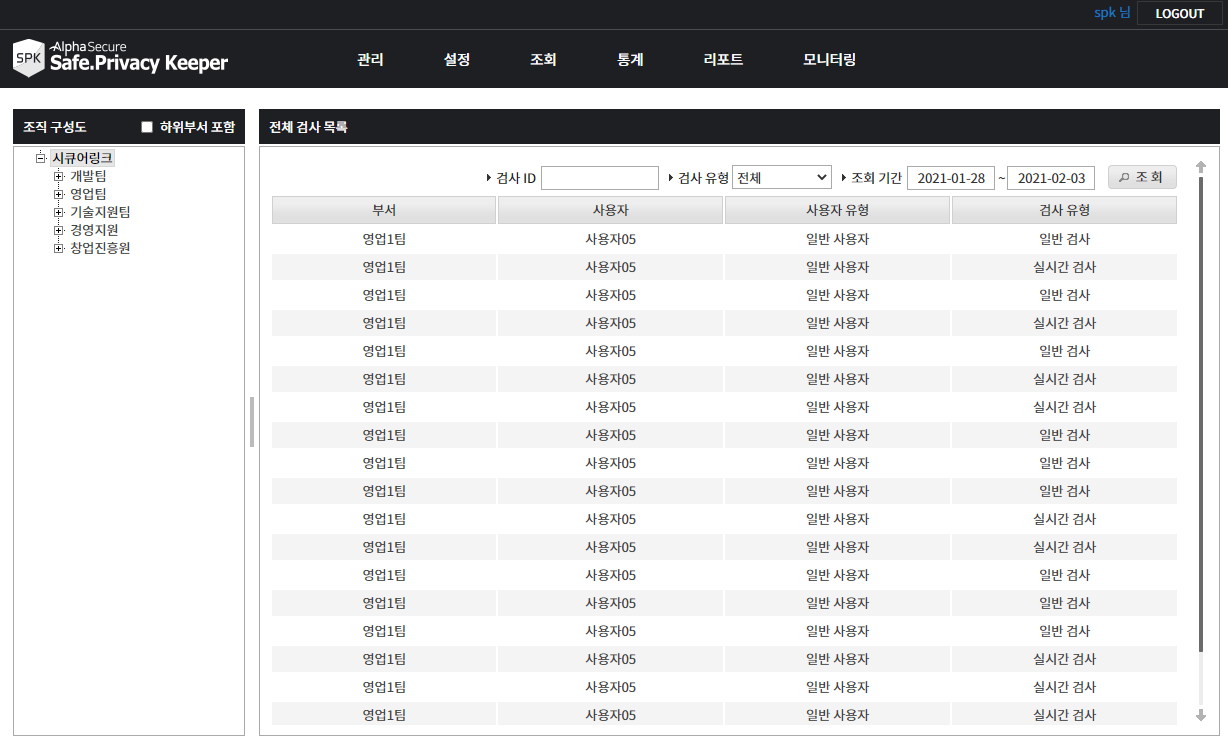 spk 님 LOGOUT
SPK AlphaSecure
Safe.Privacy Keeper
관리 설정 조회 통계 리포트 모니터링
조직 구성도 하위부서 포함
시큐어링크
개발팀
영업팀
기술지원팀
경영지원
창업진흥원
전체 검사 목록
검사 ID 검사 유형 전체 조회 기간 2021-01-28 ~ 2021-02-03 조 회
부서 사용자 사용자 유형 검사 유형
영업1팀 사용자05 일반 사용자 일반 검사
영업1팀 사용자05 일반 사용자 실시간 검사
영업1팀 사용자05 일반 사용자 일반 검사
영업1팀 사용자05 일반 사용자 실시간 검사
영업1팀 사용자05 일반 사용자 일반 검사
영업1팀 사용자05 일반 사용자 실시간 검사
영업1팀 사용자05 일반 사용자 실시간 검사
영업1팀 사용자05 일반 사용자 일반 검사
영업1팀 사용자05 일반 사용자 일반 검사
영업1팀 사용자05 일반 사용자 일반 검사
영업1팀 사용자05 일반 사용자 실시간 검사
영업1팀 사용자05 일반 사용자 실시간 검사
영업1팀 사용자05 일반 사용자 일반 검사
영업1팀 사용자05 일반 사용자 일반 검사
영업1팀 사용자05 일반 사용자 일반 검사
영업1팀 사용자05 일반 사용자 실시간 검사
영업1팀 사용자05 일반 사용자 실시간 검사
영업1팀 사용자05 일반 사용자 실시간 검사